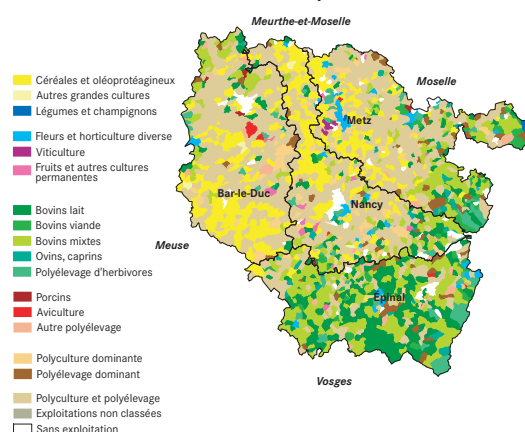 Meurthe-et-Moselle
Moselle
Céréales et oléoprotéagineux
Autres grandes cultures
Légumes et champignons
Metz
Fleurs et horticulture diverse
Viticulture
Fruits et autres cultures
permanentes
Bar-le-Duc
Nancy
Bovins lait
Bovins viande
Bovins mixtes
Ovins, caprins
Polyélevage d'herbivores
Meuse
Porcins
Aviculture
Autre polyélevage
Epinal
Polyculture dominante
Polyélevage dominant
Vosges
Polyculture et polyélevage
Exploitations non classées
Sans exploitation